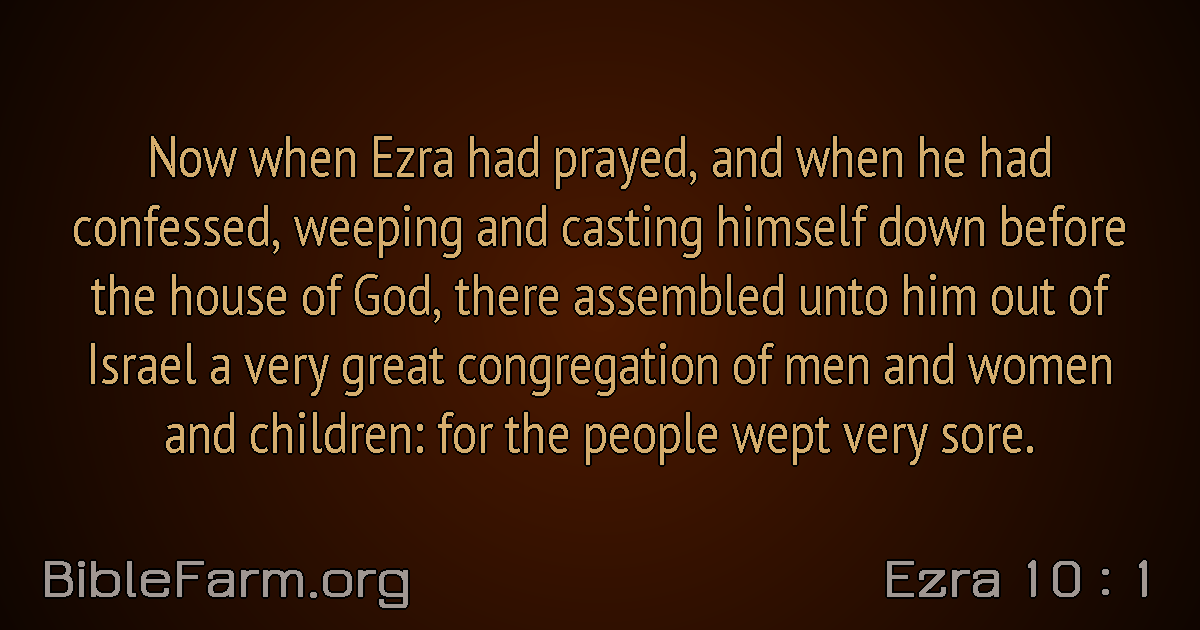 Now when Ezra had prayed, and when he had
confessed, weeping and casting himself down before
the house of God, there assembled unto him out of
Israel a very great congregation of men and women
and children: for the people wept very sore.
BibleFarm.org
Ezra 10 : 1